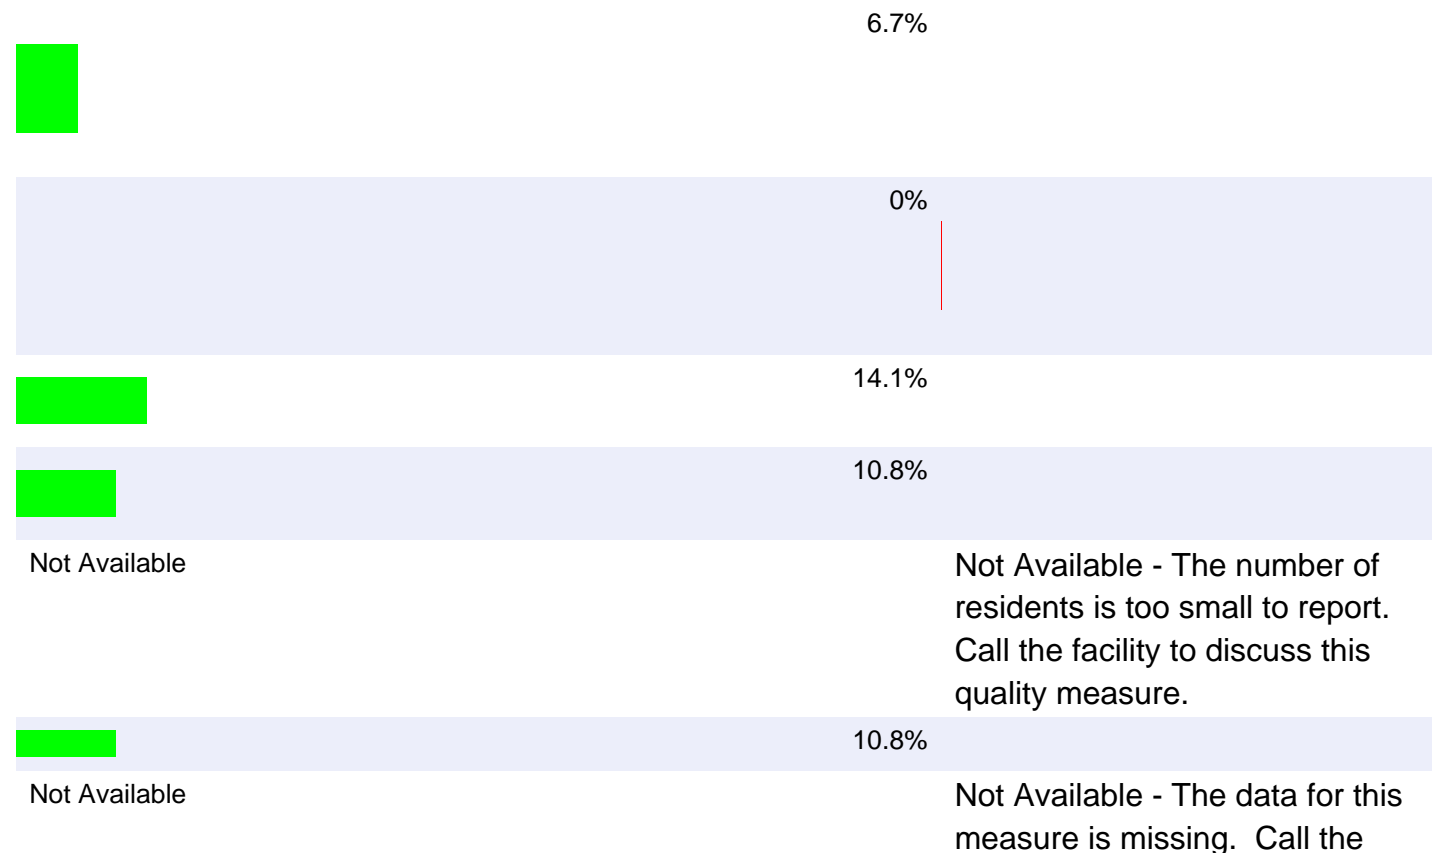 6.7%
0%
14.1%
10.8%
Not Available
Not Available - The number of
residents is too small to report.
Call the facility to discuss this
quality measure.
10.8%
Not Available
Not Available - The data for this
measure is missing.  Call the